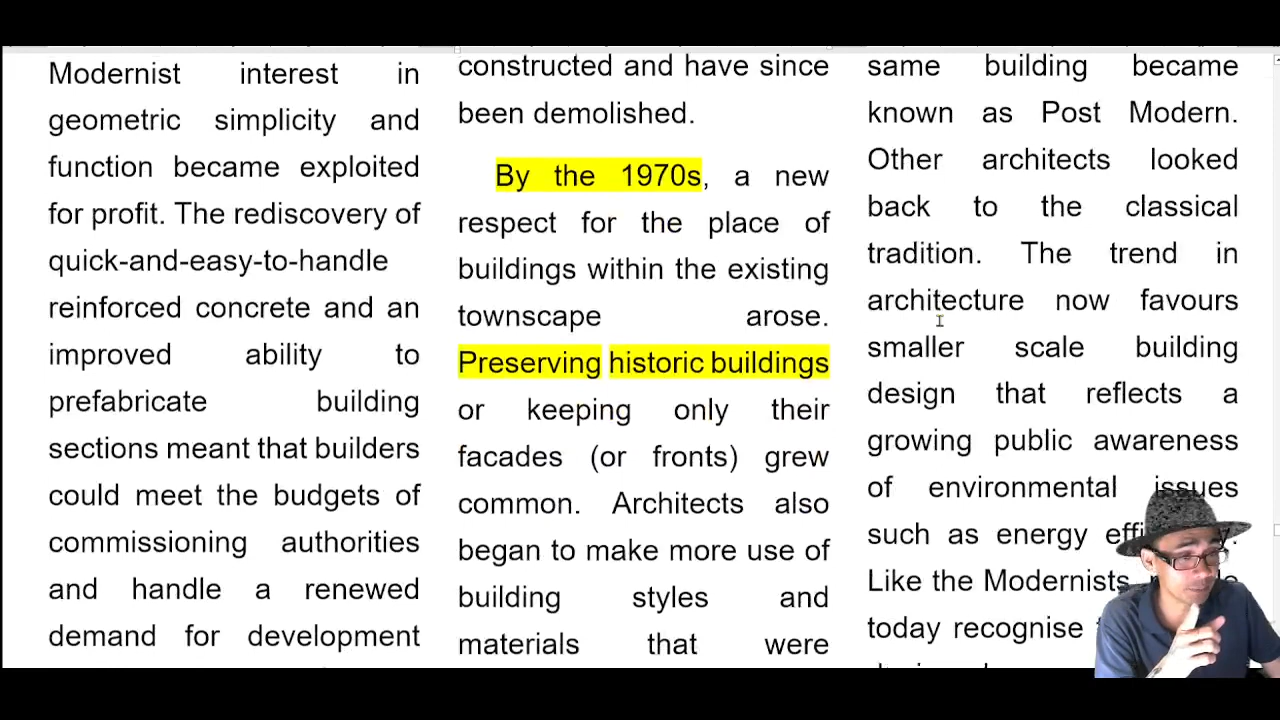 Modernist interest in
geometric simplicity and
function became exploited
for profit. The rediscovery of
quick-and-easy-to-handle
reinforced concrete and an
improved ability to
prefabricate building
sections meant that builders
could meet the budgets of
commissioning authorities
and handle a renewed
demand for development
constructed and have since
been demolished.
By the 1970s, a new
respect for the place of
buildings within the existing
townscape arose.
Preserving historic buildings
or keeping only their
facades (or fronts) grew
common. Architects also
began to make more use of
building styles and
materials that were
same building became
known as Post Modern.
Other architects looked
back to the classical
tradition. The trend in
architecture now favours
smaller scale building
design that reflects a
growing public awareness
of environmental issues
such as energy
Like the Modernists,
today recognise